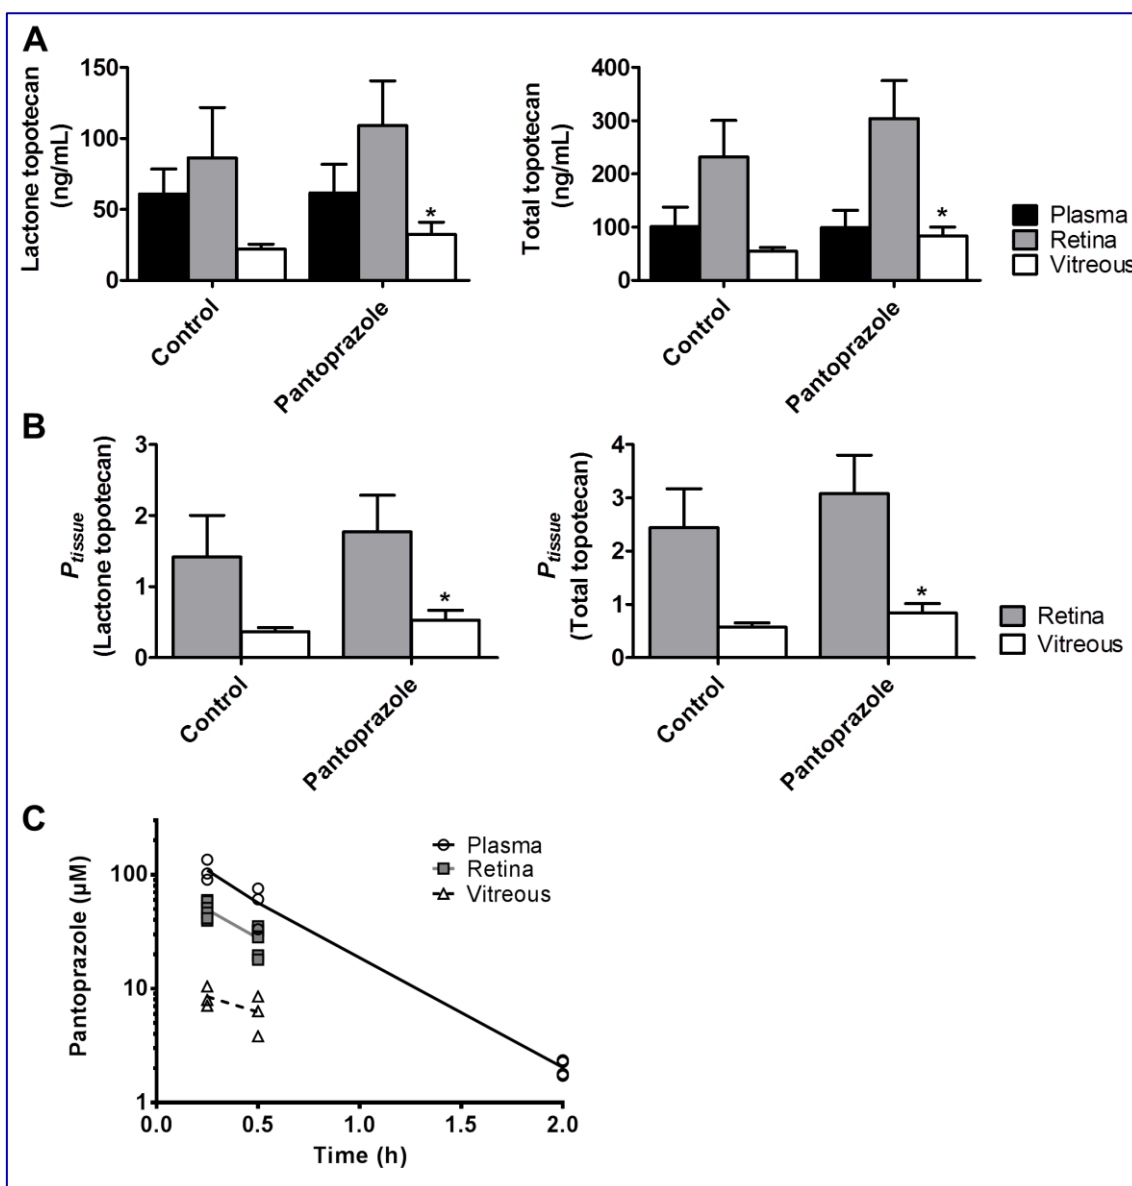 A
Lactone topotecan
(ng/mL)
150
100
50
0
*
Control
Pantoprazole
Total topotecan
(ng/mL)
400
300
200
100
0
*
Control
Pantoprazole
Plasma
Retina
Vitreous
B
Ptissue
(Lactone topotecan)
3
2
1
0
*
Control
Pantoprazole
Ptissue
(Total topotecan)
4
3
2
1
0
*
Control
Pantoprazole
Retina
Vitreous
C
Pantoprazole (µM)
100
10
1
Plasma
Retina
Vitreous
0.0 0.5 1.0 1.5 2.0
Time (h)